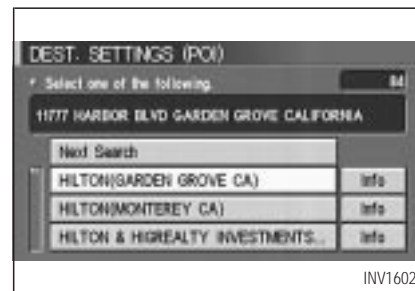 DEST. SETTINGS (POI)
Select one of the following. 84
11777 HARBOR BLVD GARDEN GROVE CALIFORNIA
Next Search
HILTON(GARDEN GROVE CA) Info
HILTON(MONTEREY CA) Info
HILTON & HIGREALTY INVESTMENTS... Info
INV1602